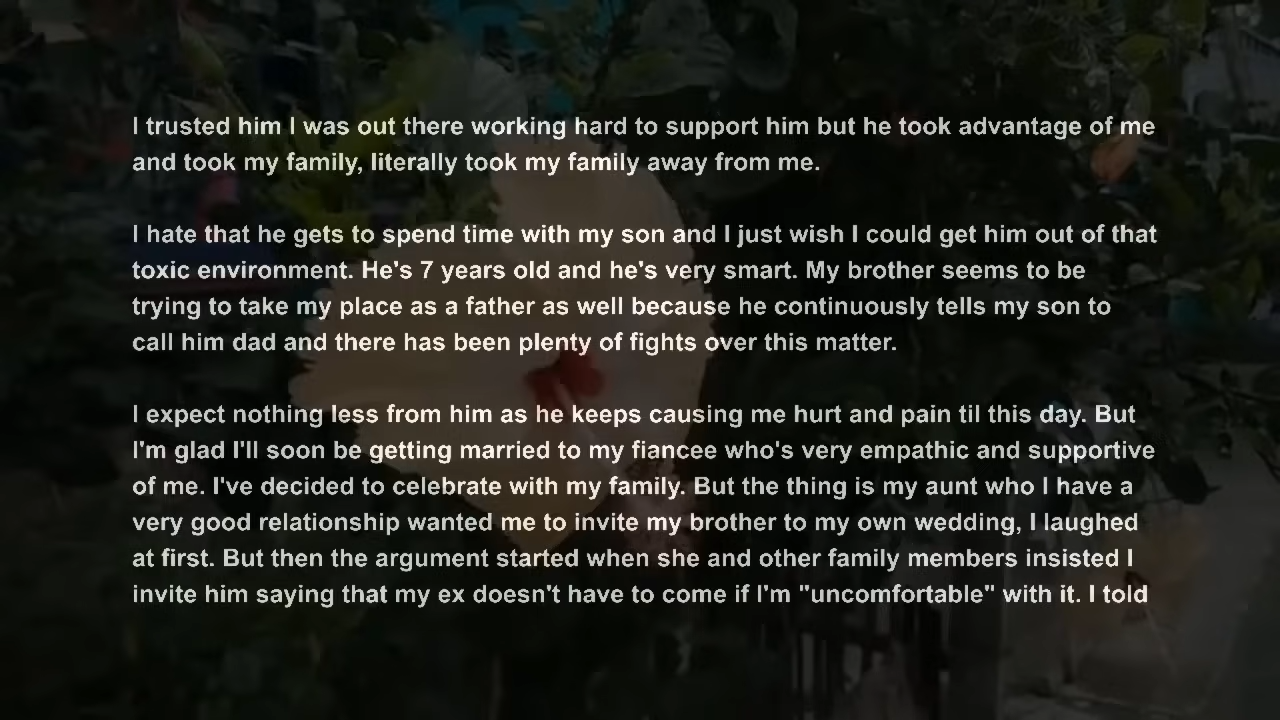 I trusted him I was out there working hard to support him but he took advantage of me
and took my family, literally took my family away from me.
I hate that he gets to spend time with my son and I just wish I could get him out of that
toxic environment. He's 7 years old and he's very smart. My brother seems to be
trying to take my place as a father as well because he continuously tells my son to
call him dad and there has been plenty of fights over this matter.
I expect nothing less from him as he keeps causing me hurt and pain til this day. But
I'm glad I'll soon be getting married to my fiancee who's very empathic and supportive
of me. I've decided to celebrate with my family. But the thing is my aunt who I have a
very good relationship wanted me to invite my brother to my own wedding, I laughed
at first. But then the argument started when she and other family members insisted I
invite him saying that my ex doesn't have to come if I'm "uncomfortable" with it. I told